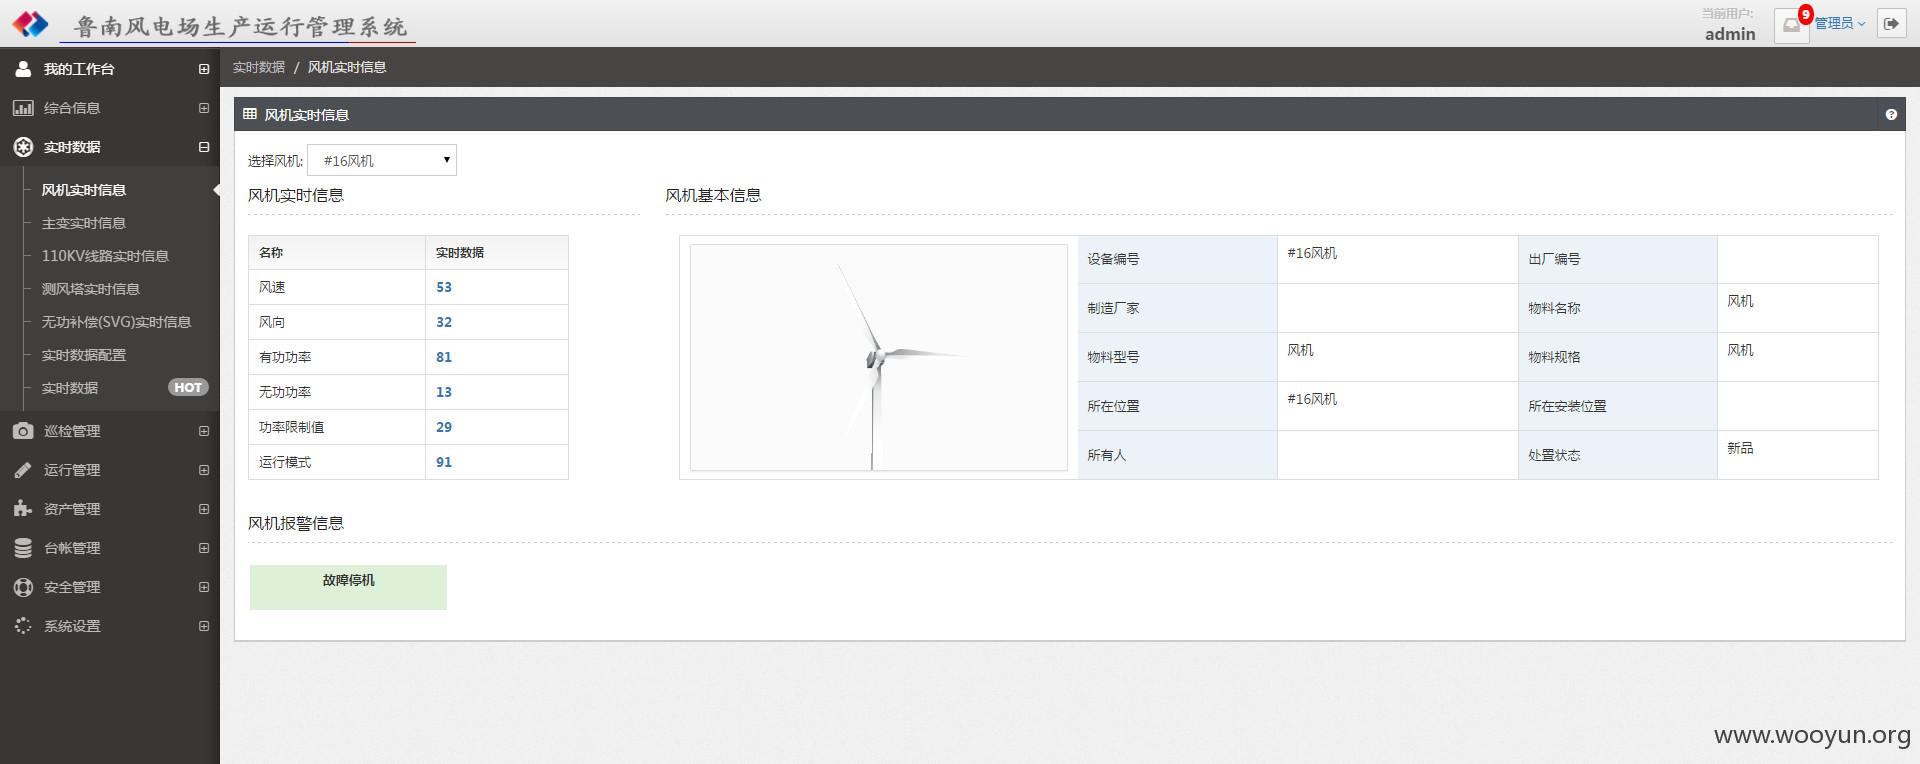 鲁南风电场生产运行管理系统
当前用户:
admin
9
管理员
我的工作台
综合信息
实时数据
风机实时信息
主变实时信息
110KV线路实时信息
测风塔实时信息
无功补偿(SVG)实时信息
实时数据配置
实时数据 HOT
巡检管理
运行管理
资产管理
台帐管理
安全管理
系统设置
实时数据 / 风机实时信息
风机实时信息
选择风机: #16风机
风机实时信息
名称 实时数据
风速 53
风向 32
有功功率 81
无功功率 13
功率限制值 29
运行模式 91
风机基本信息
设备编号 #16风机 出厂编号
制造厂家 物料名称 风机
物料型号 风机 物料规格 风机
所在位置 #16风机 所在安装位置
所有人 处置状态 新品
风机报警信息
故障停机
www.wooyun.org